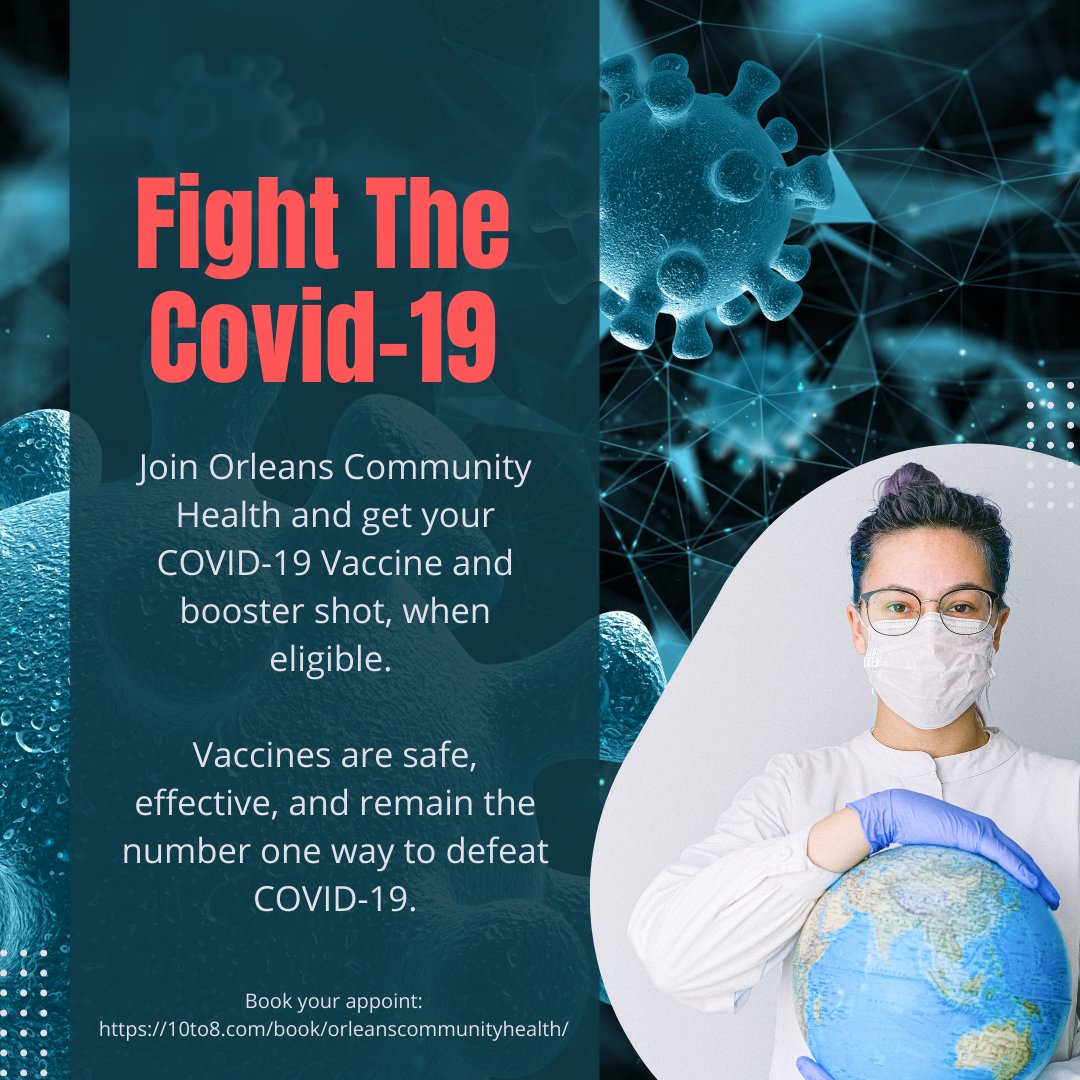 Fight The
Covid-19
Join Orleans Community
Health and get your
COVID-19 Vaccine and
booster shot, when
eligible.
Vaccines are safe,
effective, and remain the
number one way to defeat
COVID-19.
Book your appoint:
https://10to8.com/book/orleanscommunityhealth/